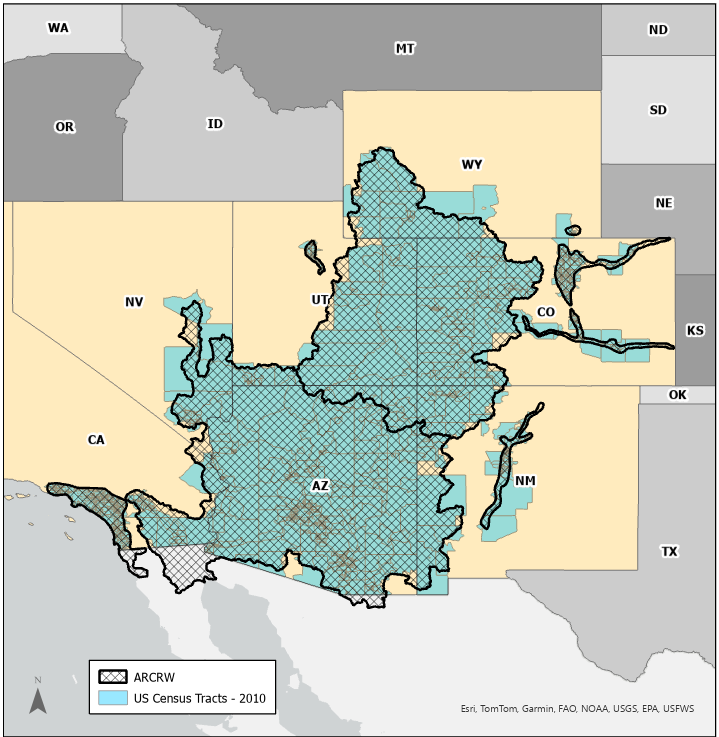 WA
ND
MT
OR
ID
SD
WY
NE
NV
UT
CO
KS
OK
CA
AZ
NM
TX
N
ARCRW
US Census Tracts - 2010
Esri, TomTom, Garmin, FAO, NOAA, USGS, EPA, USFWS